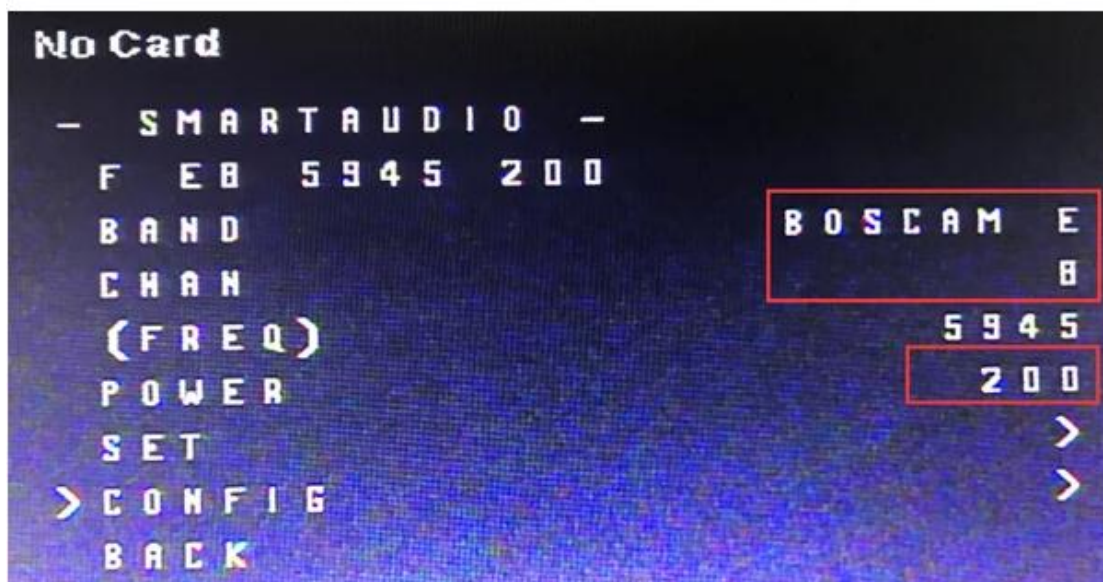 No Card
- SMARTAUDIO -
F E8 5945 200
BAND BOSCAM E
CHAN 8
(FREQ) 5945
POWER 200
SET >
> CONFIG >
BACK